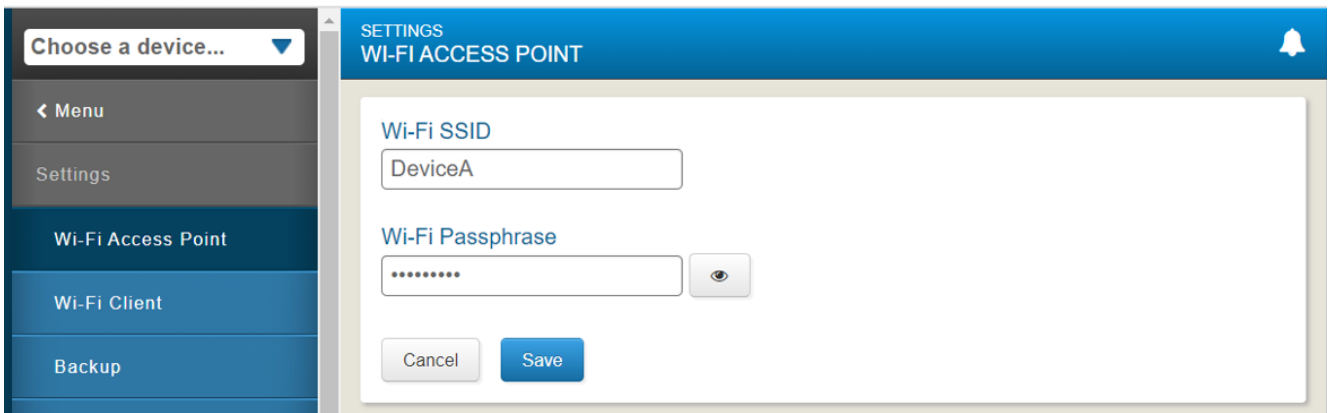 Choose a device...
Menu
Settings
Wi-Fi Access Point
Wi-Fi Client
Backup
SETTINGS
WI-FI ACCESS POINT
Wi-Fi SSID
DeviceA
Wi-Fi Passphrase
•••••••••
Cancel
Save